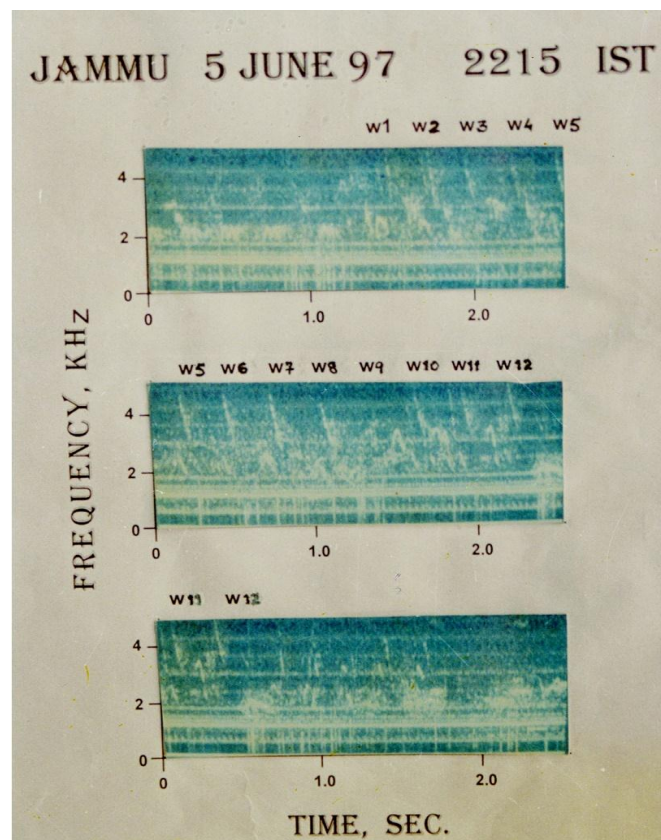 JAMMU 5 JUNE 97 2215 IST
W1 W2 W3 W4 W5
4
2
0
0 1.0 2.0
W5 W6 W7 W8 W9 W10 W11 W12
4
2
0
0 1.0 2.0
W11 W12
4
2
0
0 1.0 2.0
FREQUENCY, KHz
TIME, SEC.